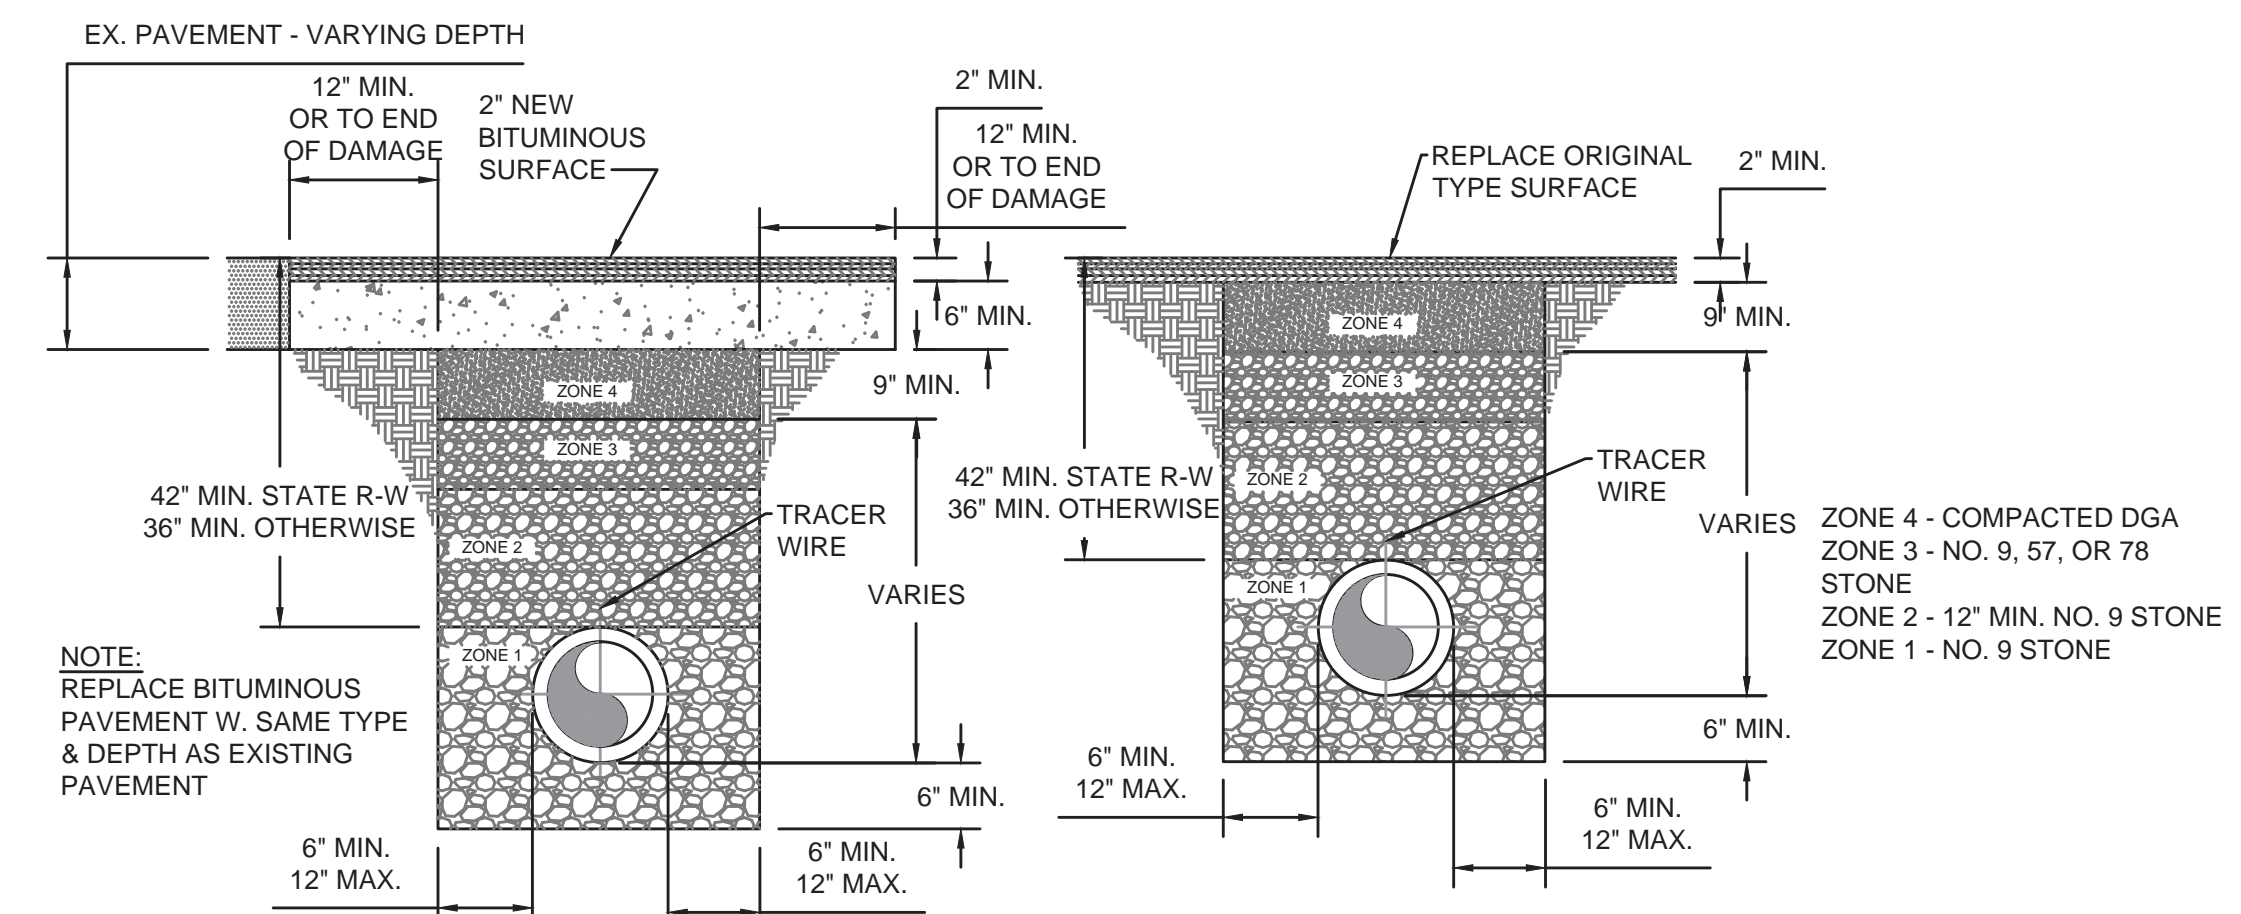 EX. PAVEMENT - VARYING DEPTH
12" MIN.
OR TO END
OF DAMAGE
2" NEW
BITUMINOUS
SURFACE
2" MIN.
12" MIN.
OR TO END
OF DAMAGE
6" MIN.
9" MIN.
ZONE 4
ZONE 3
ZONE 2
ZONE 1
42" MIN. STATE R-W
36" MIN. OTHERWISE
TRACER
WIRE
VARIES
NOTE:
REPLACE BITUMINOUS
PAVEMENT W. SAME TYPE
& DEPTH AS EXISTING
PAVEMENT
6" MIN.
6" MIN.
12" MAX.
6" MIN.
12" MAX.
REPLACE ORIGINAL
TYPE SURFACE
2" MIN.
9" MIN.
ZONE 4
ZONE 3
ZONE 2
ZONE 1
42" MIN. STATE R-W
36" MIN. OTHERWISE
TRACER
WIRE
VARIES
6" MIN.
6" MIN.
12" MAX.
6" MIN.
12" MAX.
ZONE 4 - COMPACTED DGA
ZONE 3 - NO. 9, 57, OR 78
STONE
ZONE 2 - 12" MIN. NO. 9 STONE
ZONE 1 - NO. 9 STONE